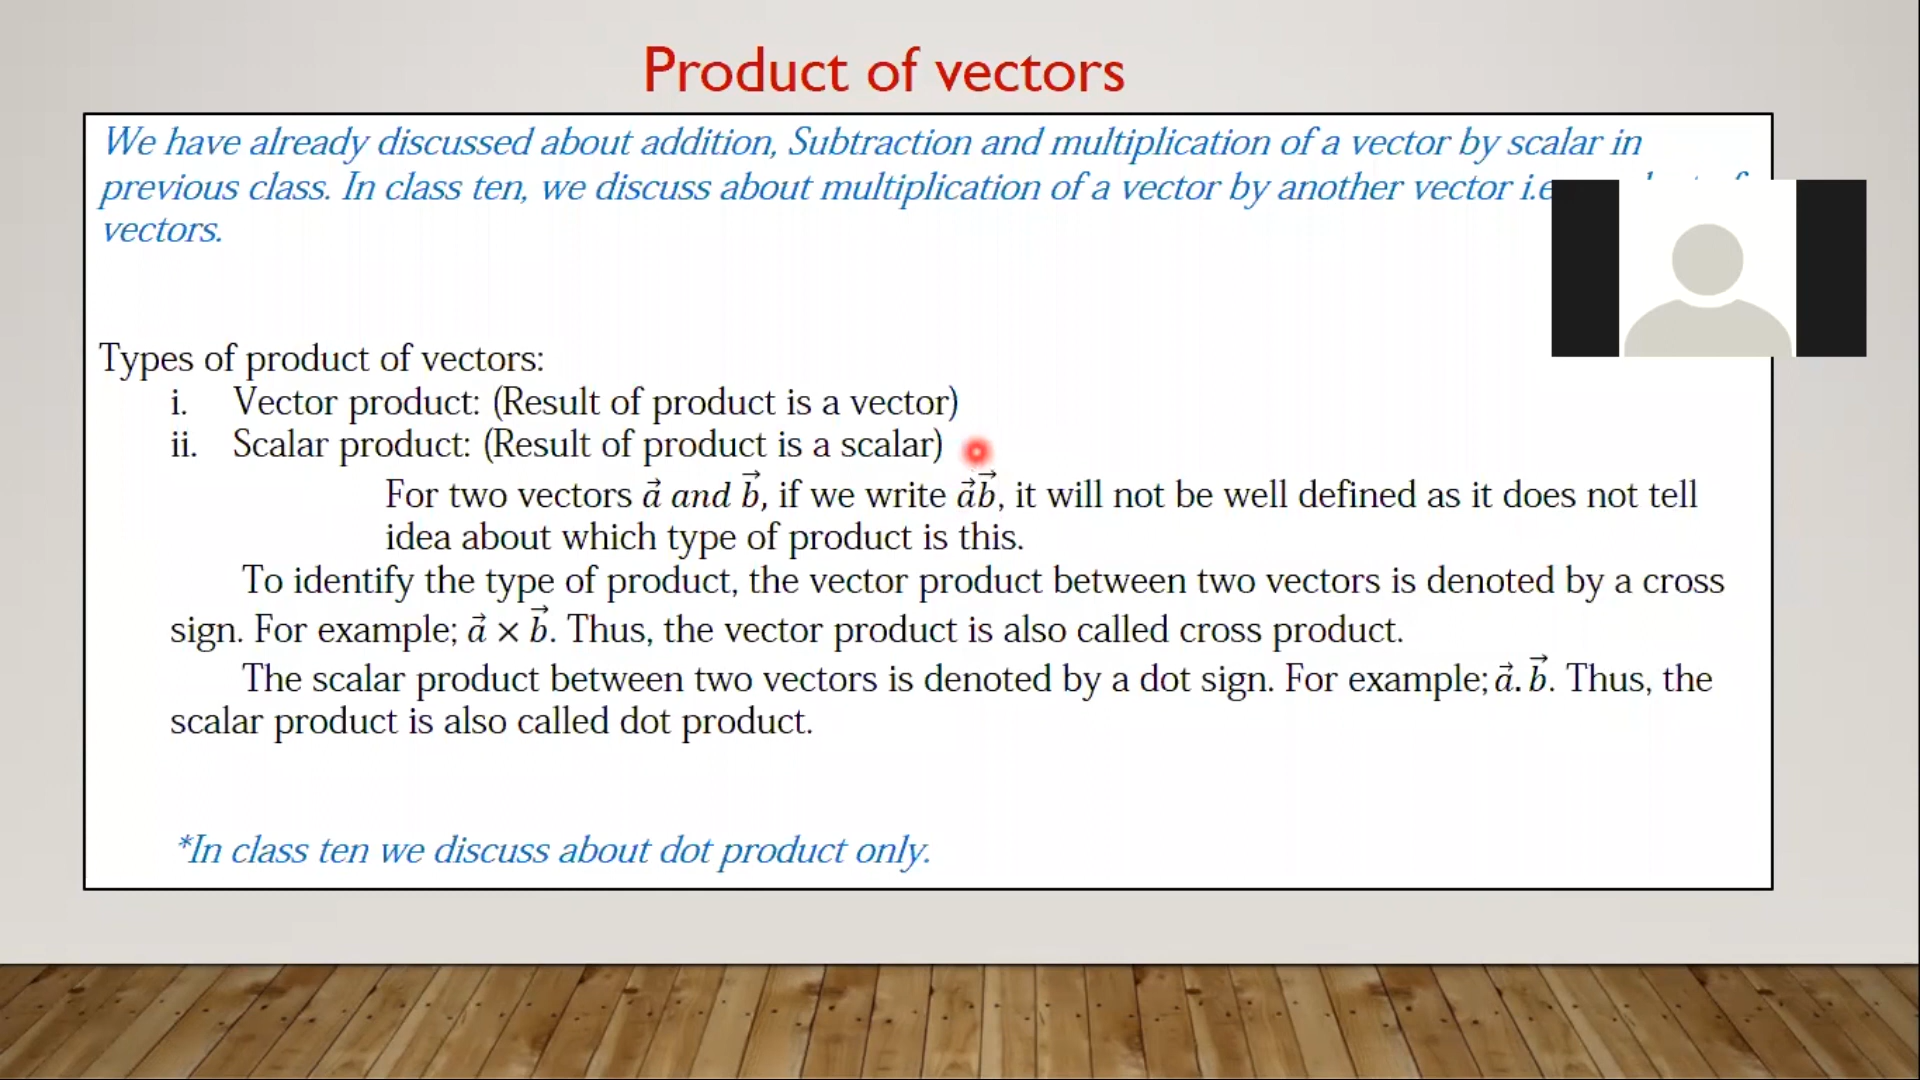 Product of vectors
We have already discussed about addition, Subtraction and multiplication of a vector by scalar in
previous class. In class ten, we discuss about multiplication of a vector by another vector i.e
vectors.
Types of product of vectors:
i. Vector product: (Result of product is a vector)
ii. Scalar product: (Result of product is a scalar)
For two vectors a⃗ and b⃗, if we write a⃗b⃗, it will not be well defined as it does not tell
idea about which type of product is this.
To identify the type of product, the vector product between two vectors is denoted by a cross
sign. For example; a⃗ × b⃗. Thus, the vector product is also called cross product.
The scalar product between two vectors is denoted by a dot sign. For example; a⃗. b⃗. Thus, the
scalar product is also called dot product.
*In class ten we discuss about dot product only.